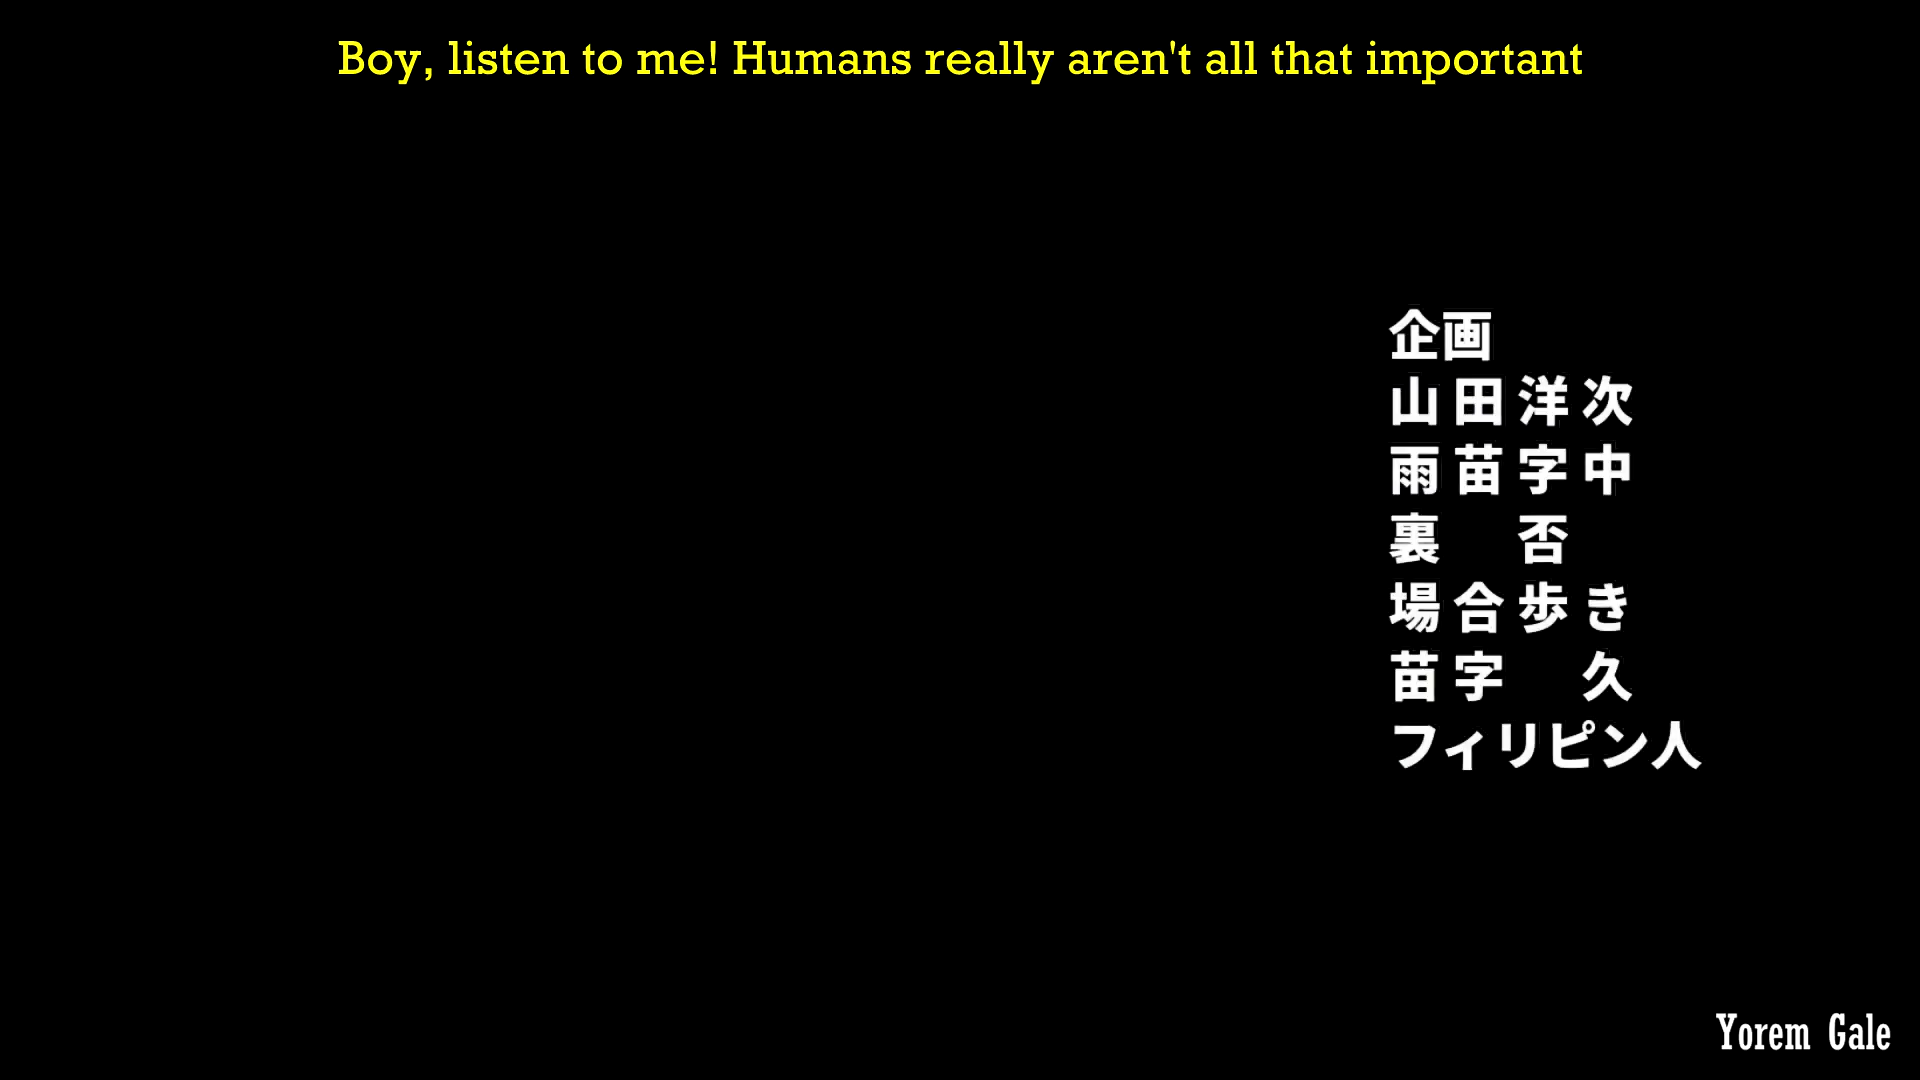 Boy, listen to me! Humans really aren't all that important
企画
山田洋次
雨苗字中
裏　否
場合歩き
苗字　久
フィリピン人
Yorem Gale